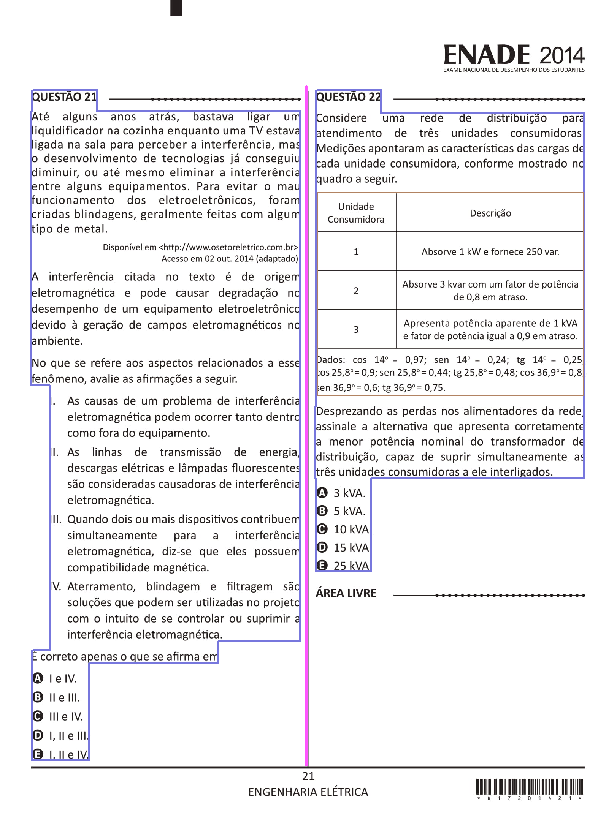 ENADE 2014
EXAME NACIONAL DE DESEMPENHO DOS ESTUDANTES
QUESTÃO 21
Até alguns anos atrás, bastava ligar um
liquidificador na cozinha enquanto uma TV estava
ligada na sala para perceber a interferência, mas
o desenvolvimento de tecnologias já conseguiu
diminuir, ou até mesmo eliminar a interferência
entre alguns equipamentos. Para evitar o mau
funcionamento dos eletroeletrônicos, foram
criadas blindagens, geralmente feitas com algum
tipo de metal.
Disponível em <http://www.osetoreletrico.com.br>
Acesso em 02 out. 2014 (adaptado)
A interferência citada no texto é de origem
eletromagnética e pode causar degradação no
desempenho de um equipamento eletroeletrônico
devido à geração de campos eletromagnéticos no
ambiente.
No que se refere aos aspectos relacionados a esse
fenômeno, avalie as afirmações a seguir.
I. As causas de um problema de interferência
eletromagnética podem ocorrer tanto dentro
como fora do equipamento.
II. As linhas de transmissão de energia,
descargas elétricas e lâmpadas fluorescentes
são consideradas causadoras de interferência
eletromagnética.
III. Quando dois ou mais dispositivos contribuem
simultaneamente para a interferência
eletromagnética, diz-se que eles possuem
compatibilidade magnética.
IV. Aterramento, blindagem e filtragem são
soluções que podem ser utilizadas no projeto
com o intuito de se controlar ou suprimir a
interferência eletromagnética.
É correto apenas o que se afirma em
A I e IV.
B II e III.
C III e IV.
D I, II e III.
E I, II e IV.
QUESTÃO 22
Considere uma rede de distribuição para
atendimento de três unidades consumidoras.
Medições apontaram as características das cargas de
cada unidade consumidora, conforme mostrado no
quadro a seguir.
Unidade Consumidora Descrição
1 Absorve 1 kW e fornece 250 var.
2 Absorve 3 kvar com um fator de potência
de 0,8 em atraso.
3 Apresenta potência aparente de 1 kVA
e fator de potência igual a 0,9 em atraso.
Dados: cos 14º = 0,97; sen 14º = 0,24; tg 14º = 0,25
cos 25,8º = 0,9; sen 25,8º = 0,44; tg 25,8º = 0,48; cos 36,9º = 0,8
sen 36,9º = 0,6; tg 36,9º = 0,75.
Desprezando as perdas nos alimentadores da rede,
assinale a alternativa que apresenta corretamente
a menor potência nominal do transformador de
distribuição, capaz de suprir simultaneamente as
três unidades consumidoras a ele interligados.
A 3 kVA.
B 5 kVA.
C 10 kVA
D 15 kVA
E 25 kVA
ÁREA LIVRE
21
ENGENHARIA ELÉTRICA